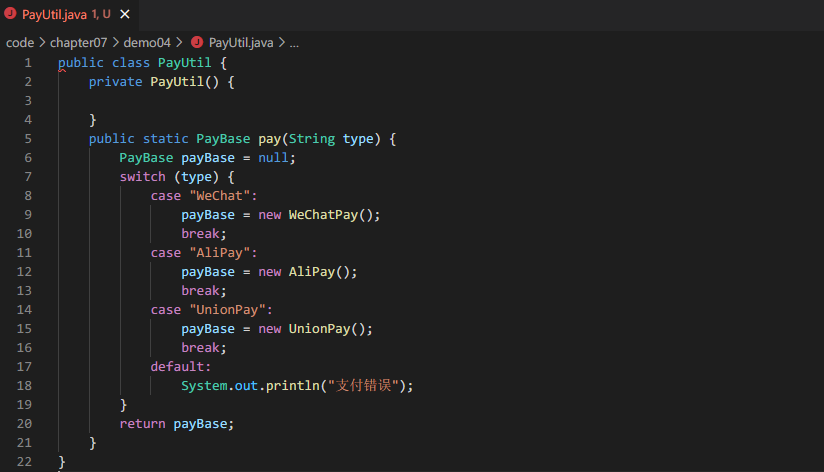 PayUtil.java 1, U
code > chapter07 > demo04 > PayUtil.java > ...
1 public class PayUtil {
2     private PayUtil() {
3
4     }
5     public static PayBase pay(String type) {
6         PayBase payBase = null;
7         switch (type) {
8             case "WeChat":
9                 payBase = new WeChatPay();
10                 break;
11             case "AliPay":
12                 payBase = new AliPay();
13                 break;
14             case "UnionPay":
15                 payBase = new UnionPay();
16                 break;
17             default:
18                 System.out.println("支付错误");
19         }
20         return payBase;
21     }
22 }